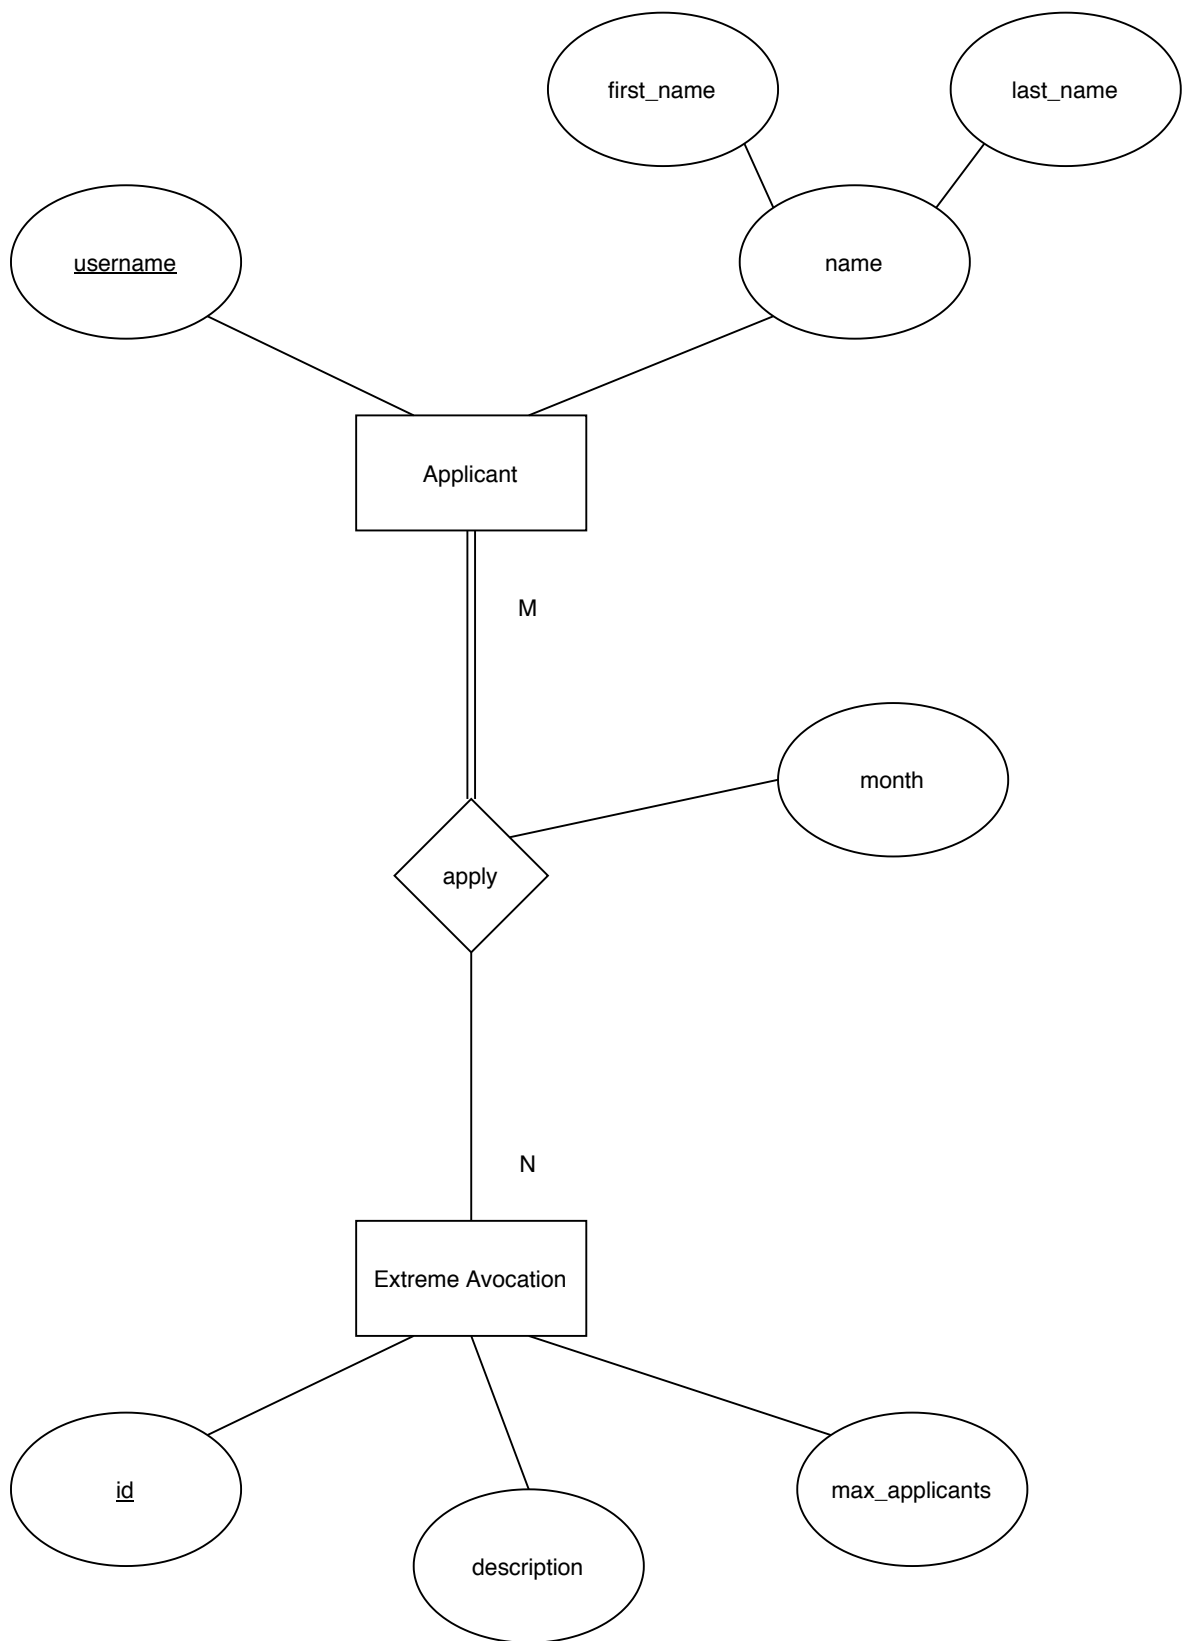 first_name
last_name
username
name
Applicant
M
month
apply
N
Extreme Avocation
id
max_applicants
description